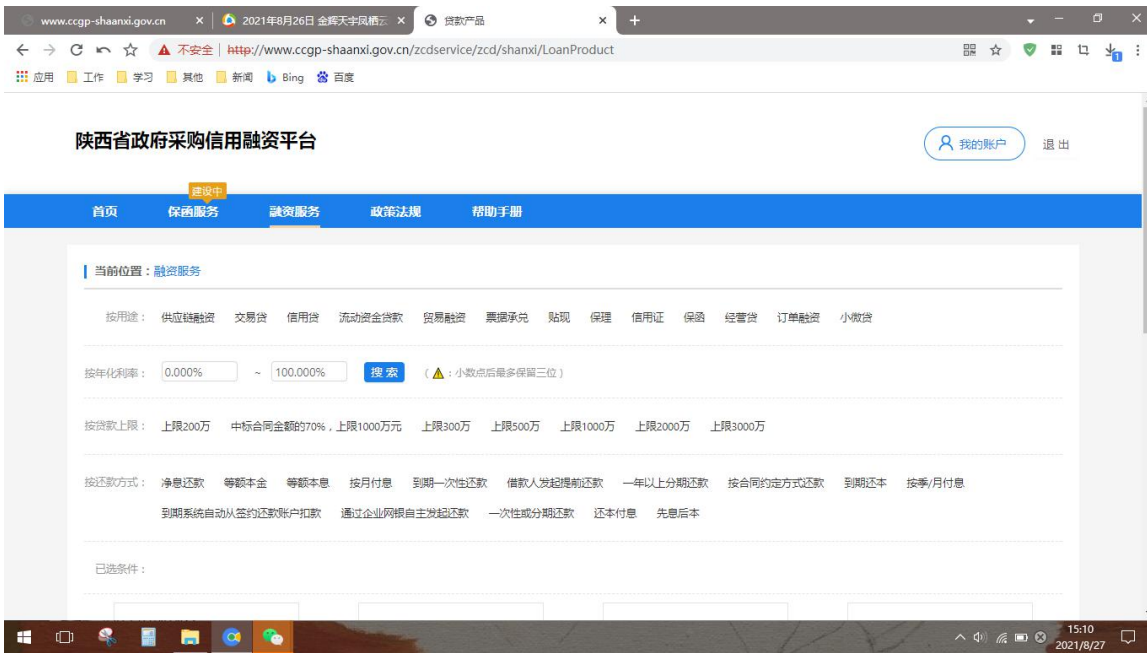 www.ccgp-shaanxi.gov.cn × 2021年8月26日 金辉天宇凤栖云 × 贷款产品 × +
不安全 | http://www.ccgp-shaanxi.gov.cn/zcdservice/zcd/shanxi/LoanProduct
应用 工作 学习 其他 新闻 Bing 百度
陕西省政府采购信用融资平台
我的账户 退出
建设中
首页 保函服务 融资服务 政策法规 帮助手册
当前位置：融资服务
按用途： 供应链融资 交易贷 信用贷 流动资金贷款 贸易融资 票据承兑 贴现 保理 信用证 保函 经营贷 订单融资 小微贷
按年化利率： 0.000% ~ 100.000% 搜索 （ ：小数点后最多保留三位）
按贷款上限： 上限200万 中标合同金额的70%，上限1000万元 上限300万 上限500万 上限1000万 上限2000万 上限3000万
按还款方式： 净息还款 等额本金 等额本息 按月付息 到期一次性还款 借款人发起提前还款 一年以上分期还款 按合同约定方式还款 到期还本 按季/月付息
到期系统自动从签约还款账户扣款 通过企业网银自主发起还款 一次性或分期还款 还本付息 先息后本
已选条件：
15:10
2021/8/27